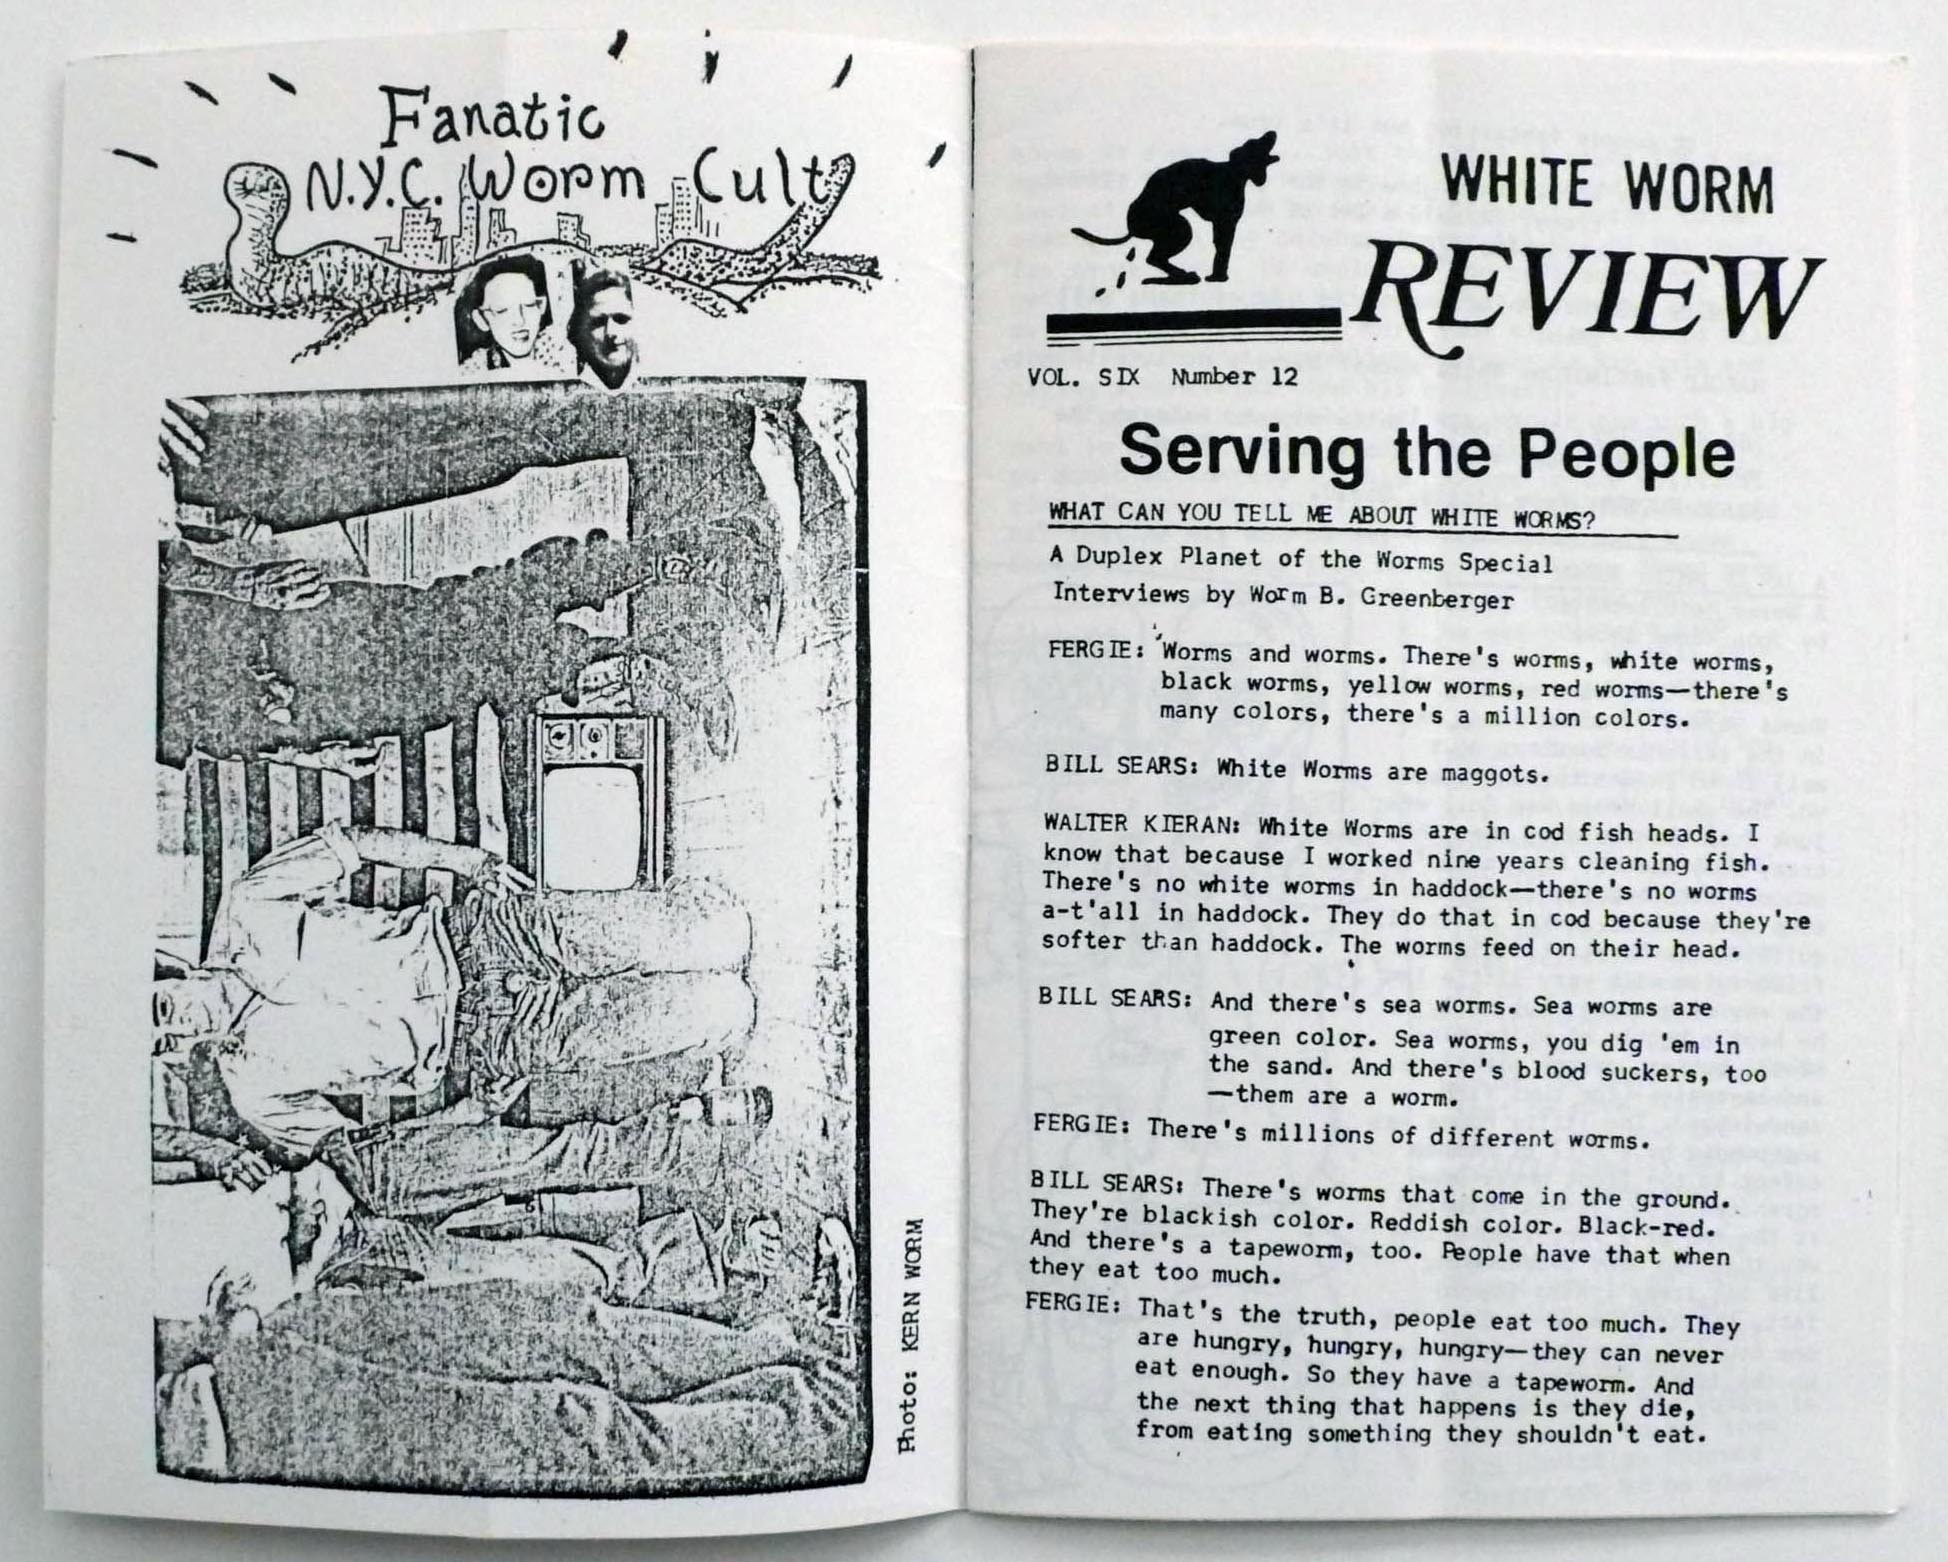 Fanatic
N.Y.C. Worm Cult
Photo: KERN WORM
WHITE WORM
REVIEW
VOL. SIX Number 12
Serving the People
WHAT CAN YOU TELL ME ABOUT WHITE WORMS?
A Duplex Planet of the Worms Special
Interviews by Worm B. Greenberger
FERGIE: Worms and worms. There's worms, white worms,
black worms, yellow worms, red worms—there's
many colors, there's a million colors.
BILL SEARS: White Worms are maggots.
WALTER KIERAN: White Worms are in cod fish heads. I
know that because I worked nine years cleaning fish.
There's no white worms in haddock—there's no worms
a-t'all in haddock. They do that in cod because they're
softer than haddock. The worms feed on their head.
BILL SEARS: And there's sea worms. Sea worms are
green color. Sea worms, you dig 'em in
the sand. And there's blood suckers, too
—them are a worm.
FERGIE: There's millions of different worms.
BILL SEARS: There's worms that come in the ground.
They're blackish color. Reddish color. Black-red.
And there's a tapeworm, too. People have that when
they eat too much.
FERGIE: That's the truth, people eat too much. They
are hungry, hungry, hungry—they can never
eat enough. So they have a tapeworm. And
the next thing that happens is they die,
from eating something they shouldn't eat.